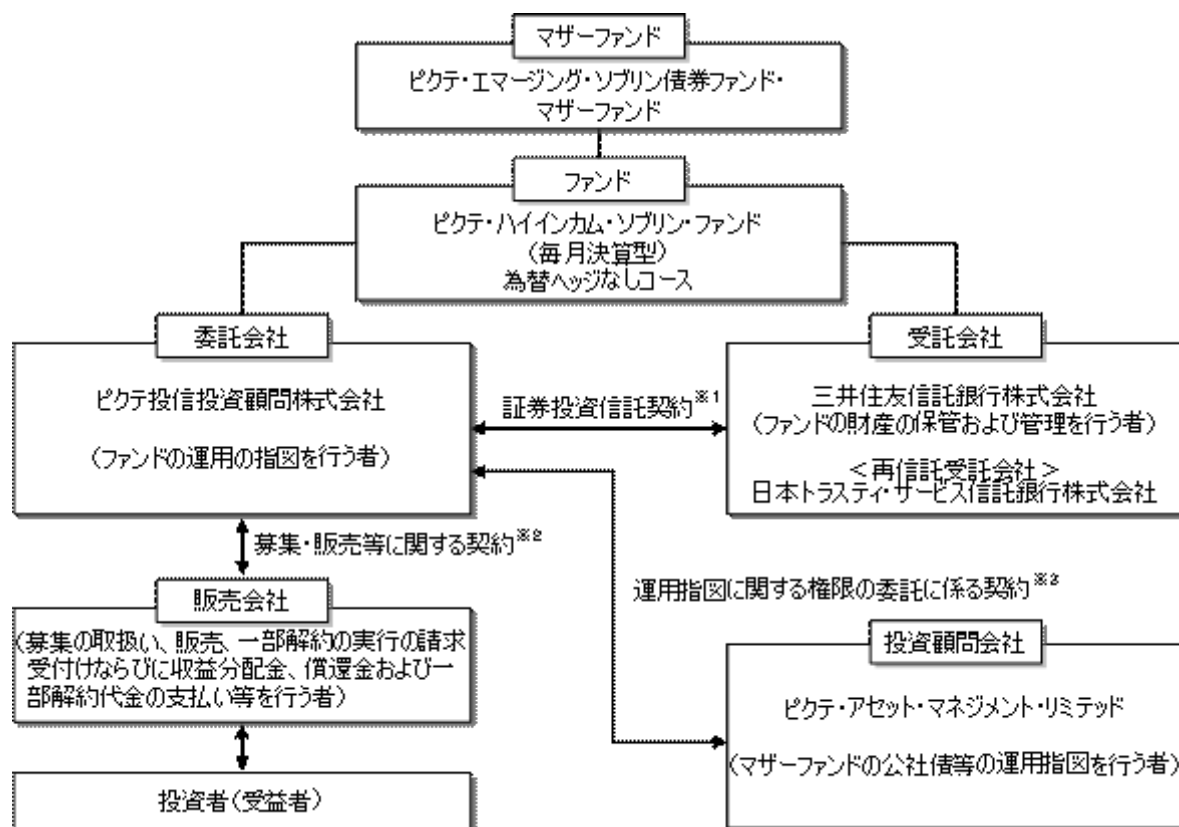 マザーファンド
ピクテ・エマージング・ソブリン債券ファンド・
マザーファンド
ファンド
ピクテ・ハイインカム・ソブリン・ファンド
(毎月決算型)
為替ヘッジなしコース
委託会社
ピクテ投信投資顧問株式会社
(ファンドの運用の指図を行う者)
証券投資信託契約※1
受託会社
三井住友信託銀行株式会社
(ファンドの財産の保管および管理を行う者)
＜再信託受託会社＞
日本トラスティ・サービス信託銀行株式会社
募集・販売等に関する契約※2
運用指図に関する権限の委託に係る契約※3
販売会社
(募集の取扱い、販売、一部解約の実行の請求
受付けならびに収益分配金、償還金および一
部解約代金の支払い等を行う者)
投資顧問会社
ピクテ・アセット・マネジメント・リミテッド
(マザーファンドの公社債等の運用指図を行う者)
投資者(受益者)